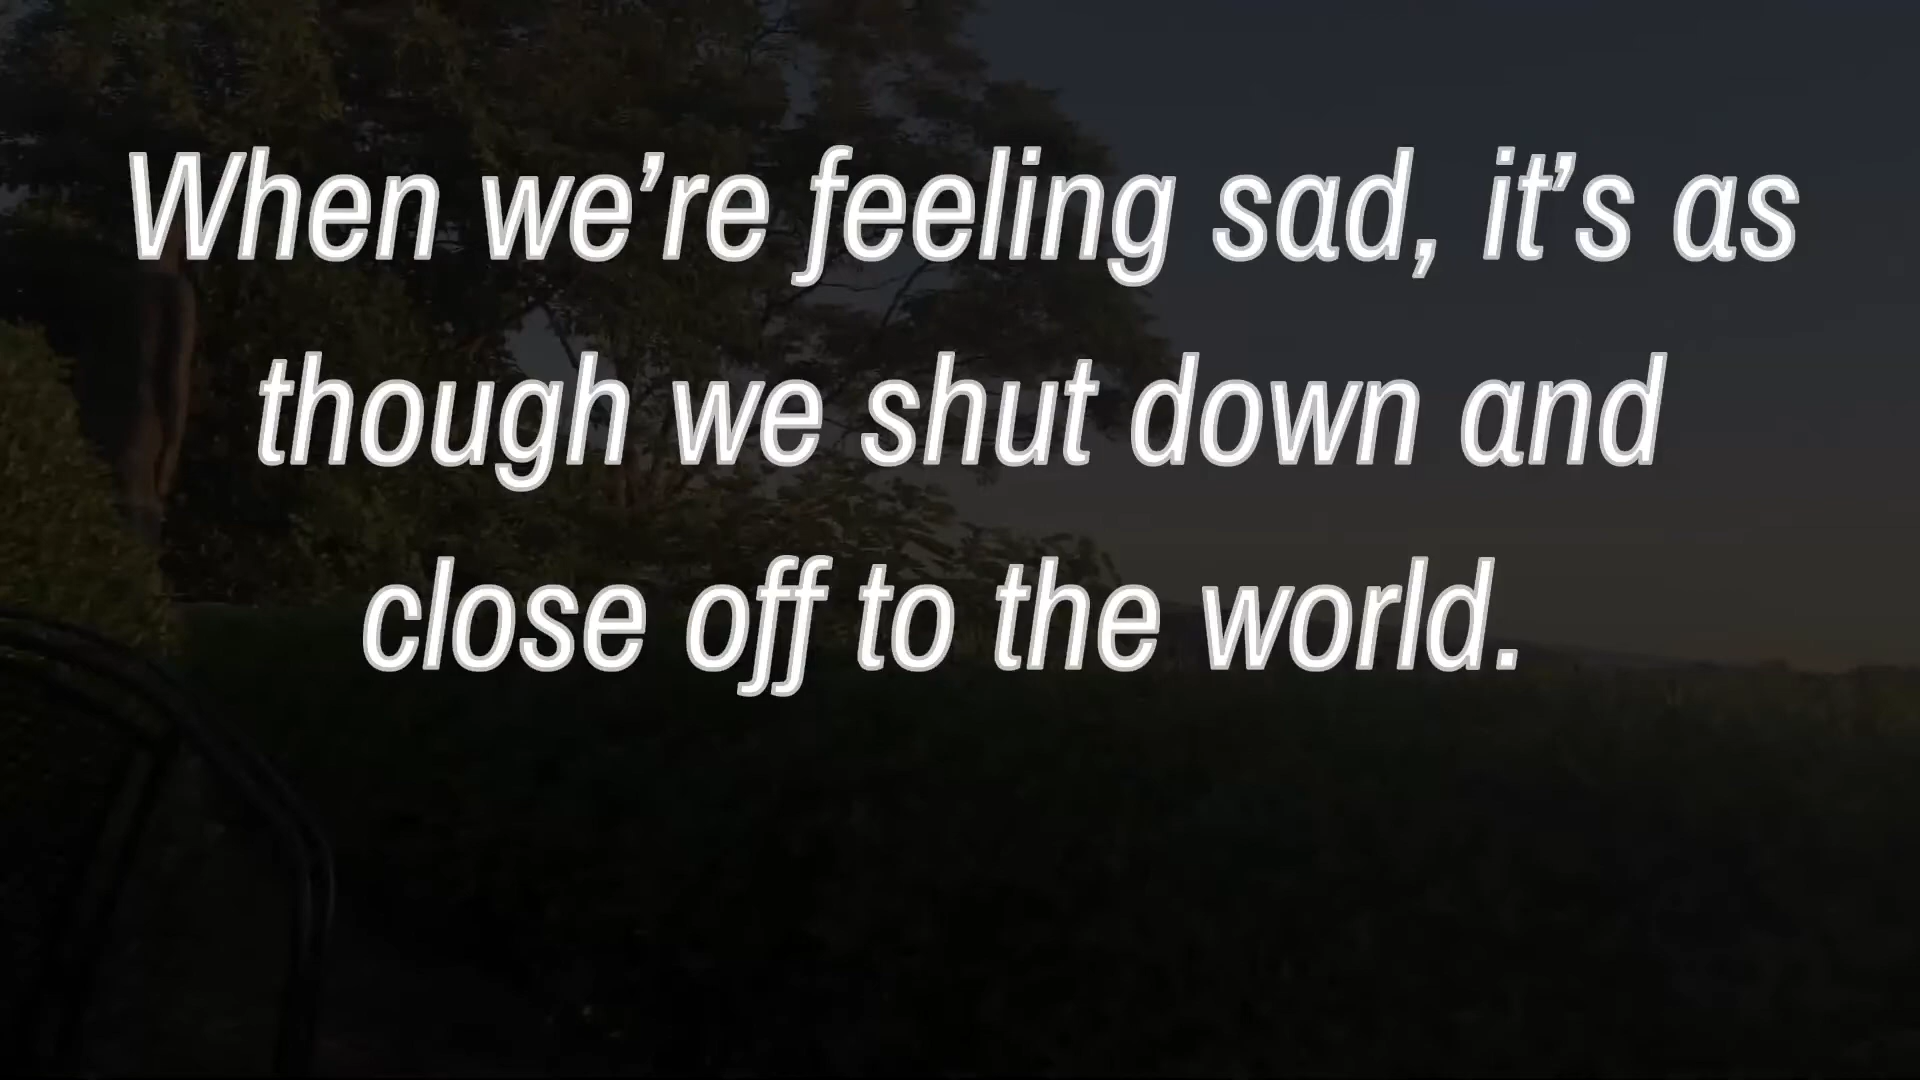 When we’re feeling sad, it’s as
though we shut down and
close off to the world.